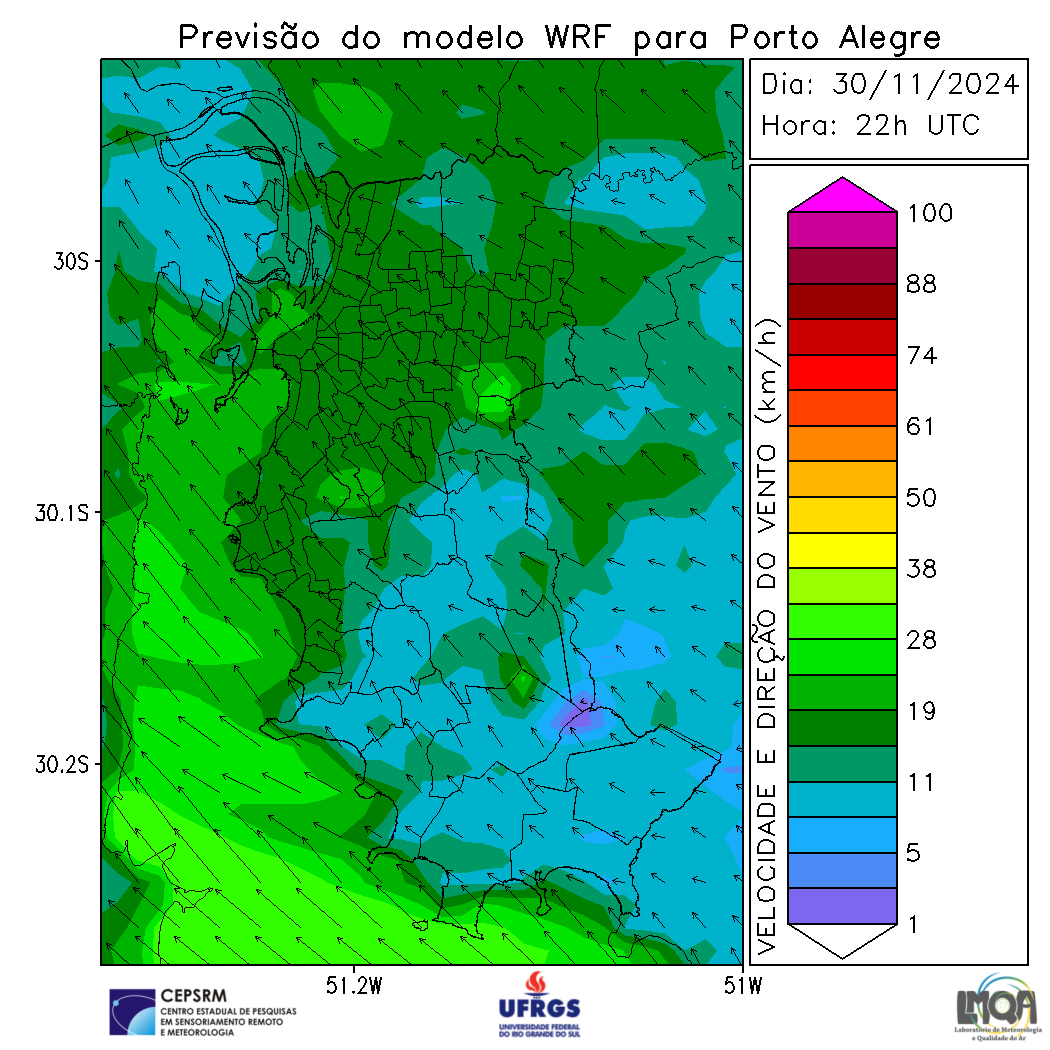 Previsão do modelo WRF para Porto Alegre
Dia: 30/11/2024
Hora: 22h UTC
30S
30.1S
30.2S
51.2W
51W
VELOCIDADE E DIREÇÃO DO VENTO (km/h)
100
88
74
61
50
38
28
19
11
5
1
CEPSRM
CENTRO ESTADUAL DE PESQUISAS
EM SENSORIAMENTO REMOTO
E METEOROLOGIA
UFRGS
UNIVERSIDADE FEDERAL
DO RIO GRANDE DO SUL
LMQA
Laboratório de Meteorologia
e Qualidade do Ar